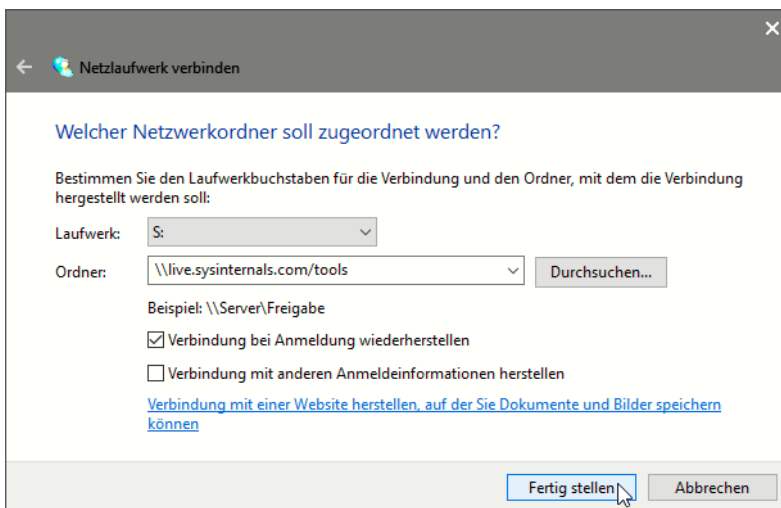 Netzlaufwerk verbinden
Welcher Netzwerkordner soll zugeordnet werden?
Bestimmen Sie den Laufwerkbuchstaben für die Verbindung und den Ordner, mit dem die Verbindung
hergestellt werden soll:
Laufwerk: S:
Ordner: \\live.sysinternals.com/tools Durchsuchen...
Beispiel: \\Server\Freigabe
Verbindung bei Anmeldung wiederherstellen
Verbindung mit anderen Anmeldeinformationen herstellen
Verbindung mit einer Website herstellen, auf der Sie Dokumente und Bilder speichern
können
Fertig stellen Abbrechen